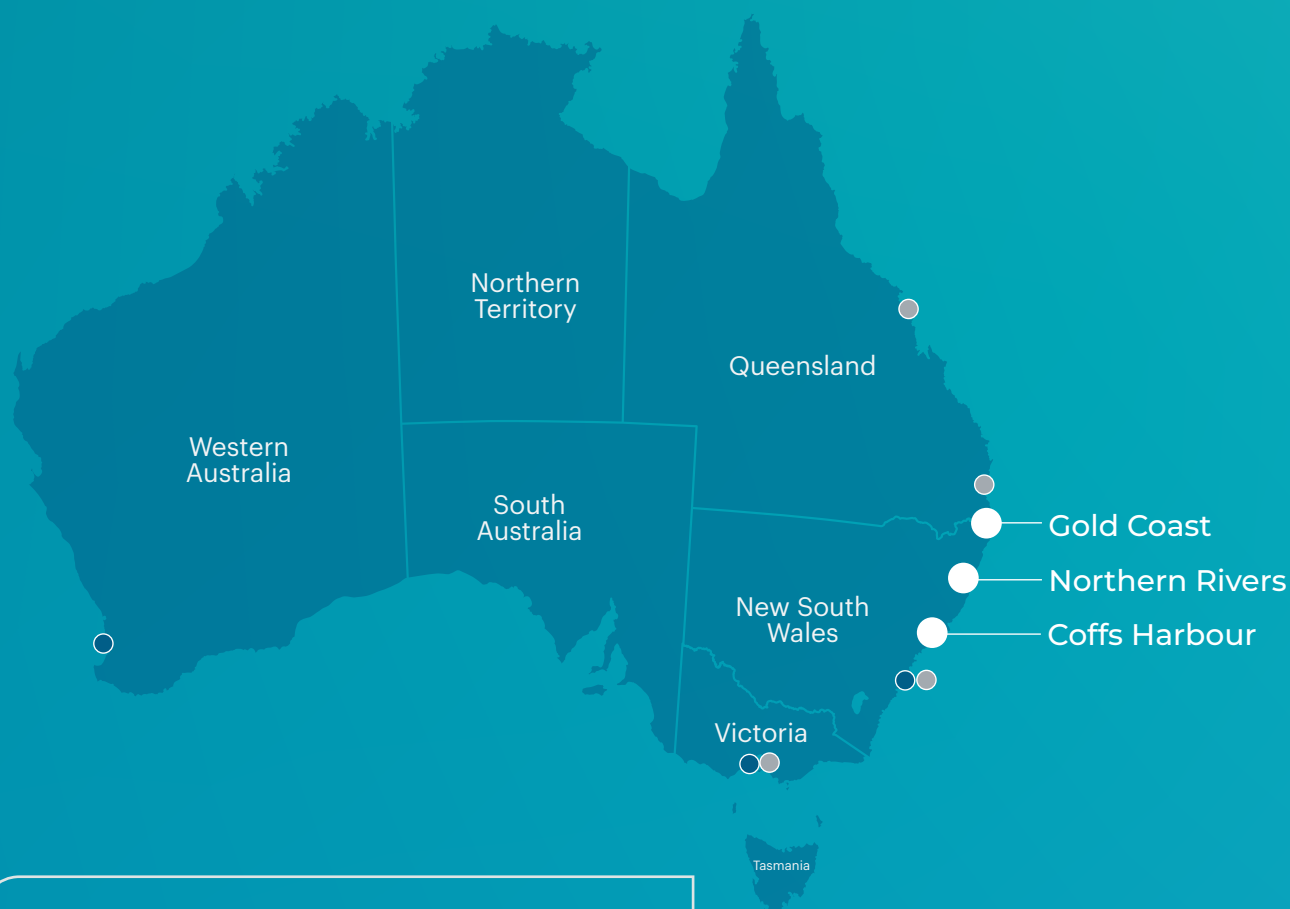 Northern
Territory
Queensland
Western
Australia
South
Australia
Gold Coast
Northern Rivers
New South
Wales
Coffs Harbour
Victoria
Tasmania